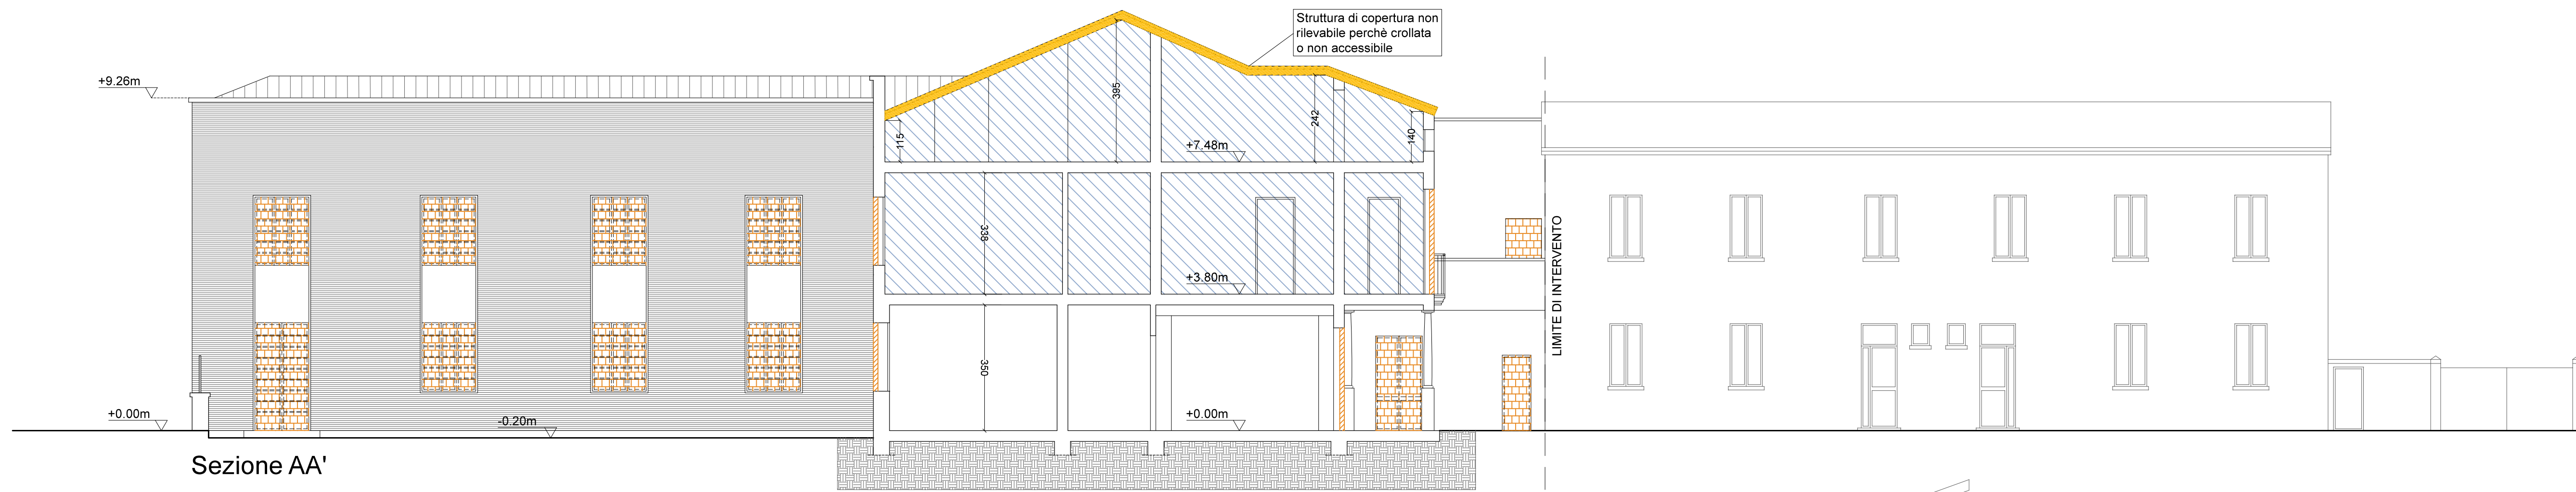 Struttura di copertura non
rilevabile perchè crollata
o non accessibile
+9.26m
395
242
140
115
+7.48m
338
+3.80m
LIMITE DI INTERVENTO
350
+0.00m
+0.00m
-0.20m
Sezione AA'